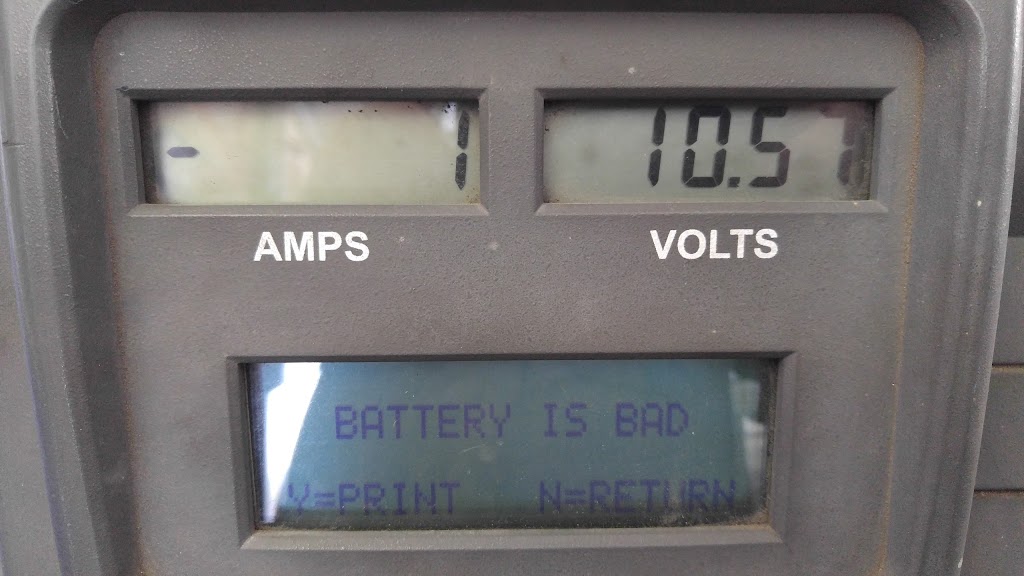 - 1 10.5
AMPS VOLTS
BATTERY IS BAD
Y=PRINT N=RETURN